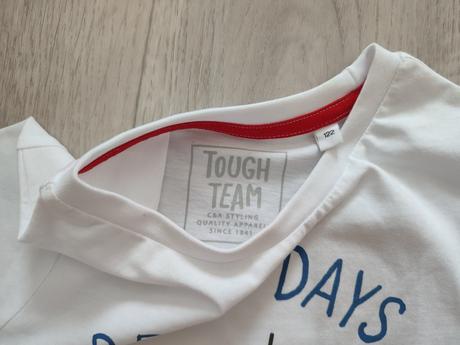 TOUGH
TEAM
C&A STYLING
QUALITY APPAREL
SINCE 1841
122
DAYS